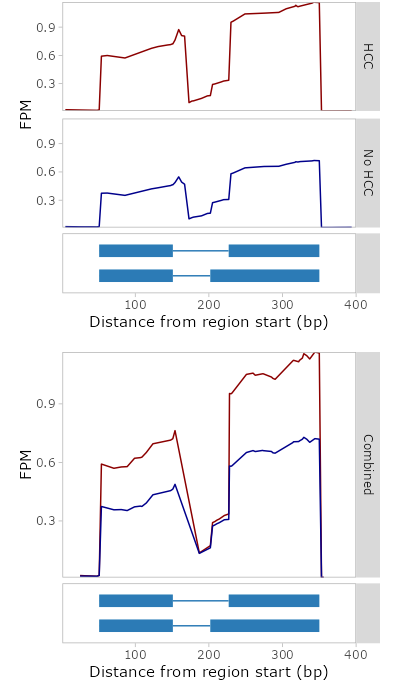 0.9
0.6
0.3
HCC
FPM
0.9
0.6
0.3
No HCC
100 200 300 400
Distance from region start (bp)
0.9
0.6
0.3
FPM
Combined
100 200 300 400
Distance from region start (bp)